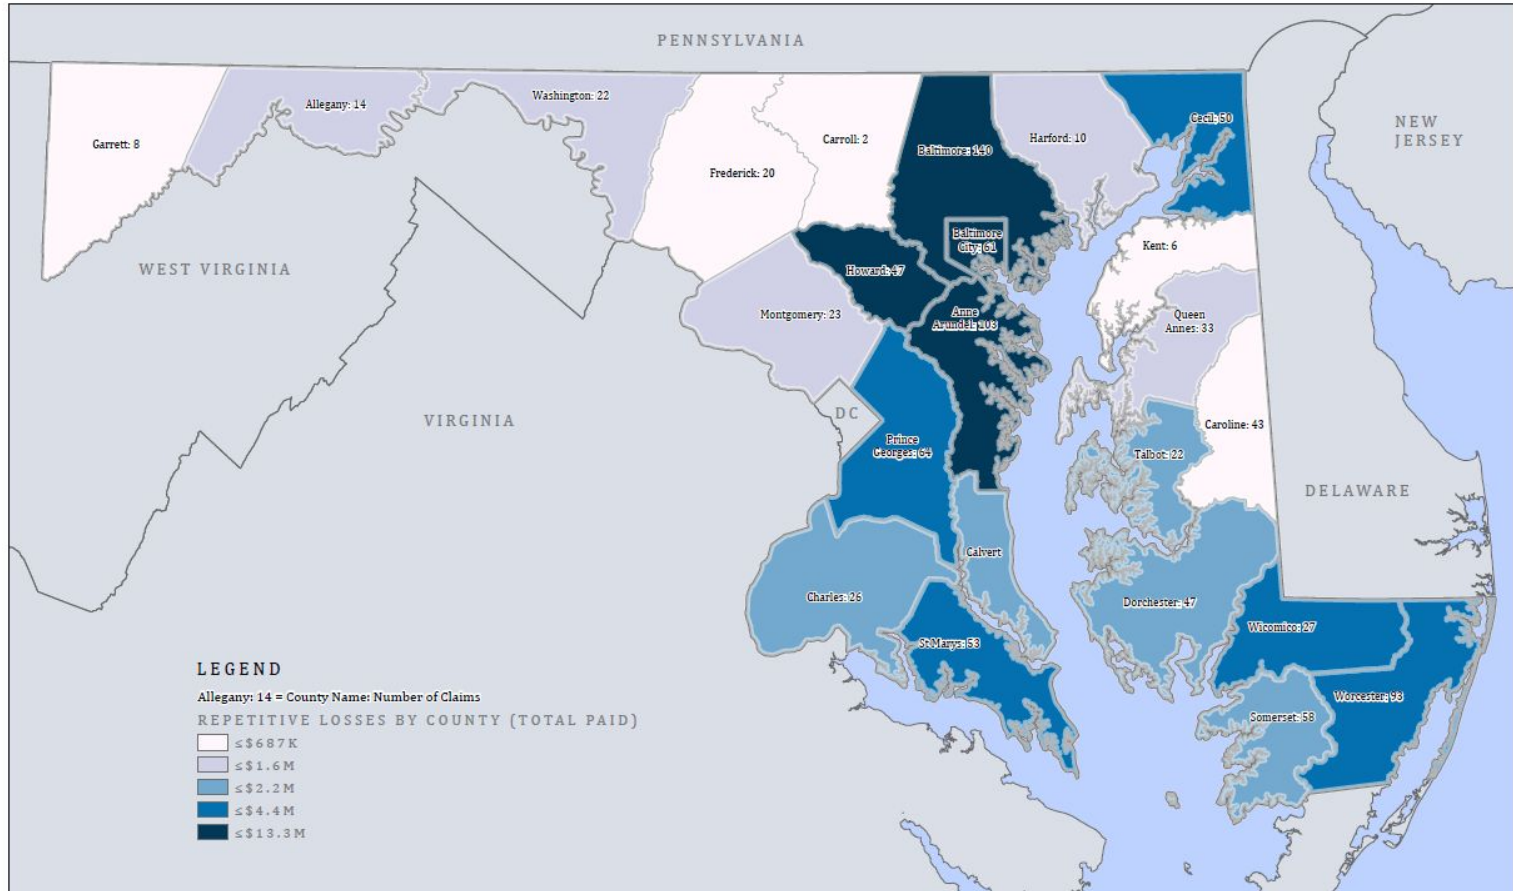 PENNSYLVANIA
Garrett: 8
Allegany: 14
Washington: 22
Frederick: 20
Carroll: 2
Baltimore: 140
Harford: 10
Cecil: 50
NEW
JERSEY
Baltimore
City: 61
Kent: 6
WEST VIRGINIA
Howard: 47
Montgomery: 23
Anne
Arundel: 103
Queen
Annes: 33
VIRGINIA
DC
Prince
Georges: 64
Caroline: 43
Talbot: 22
DELAWARE
Calvert
Charles: 26
Dorchester: 47
St Marys: 53
Wicomico: 27
Worcester: 93
Somerset: 58
LEGEND
Allegany: 14 = County Name: Number of Claims
REPETITIVE LOSSES BY COUNTY (TOTAL PAID)
≤$687K
≤$1.6M
≤$2.2M
≤$4.4M
≤$13.3M